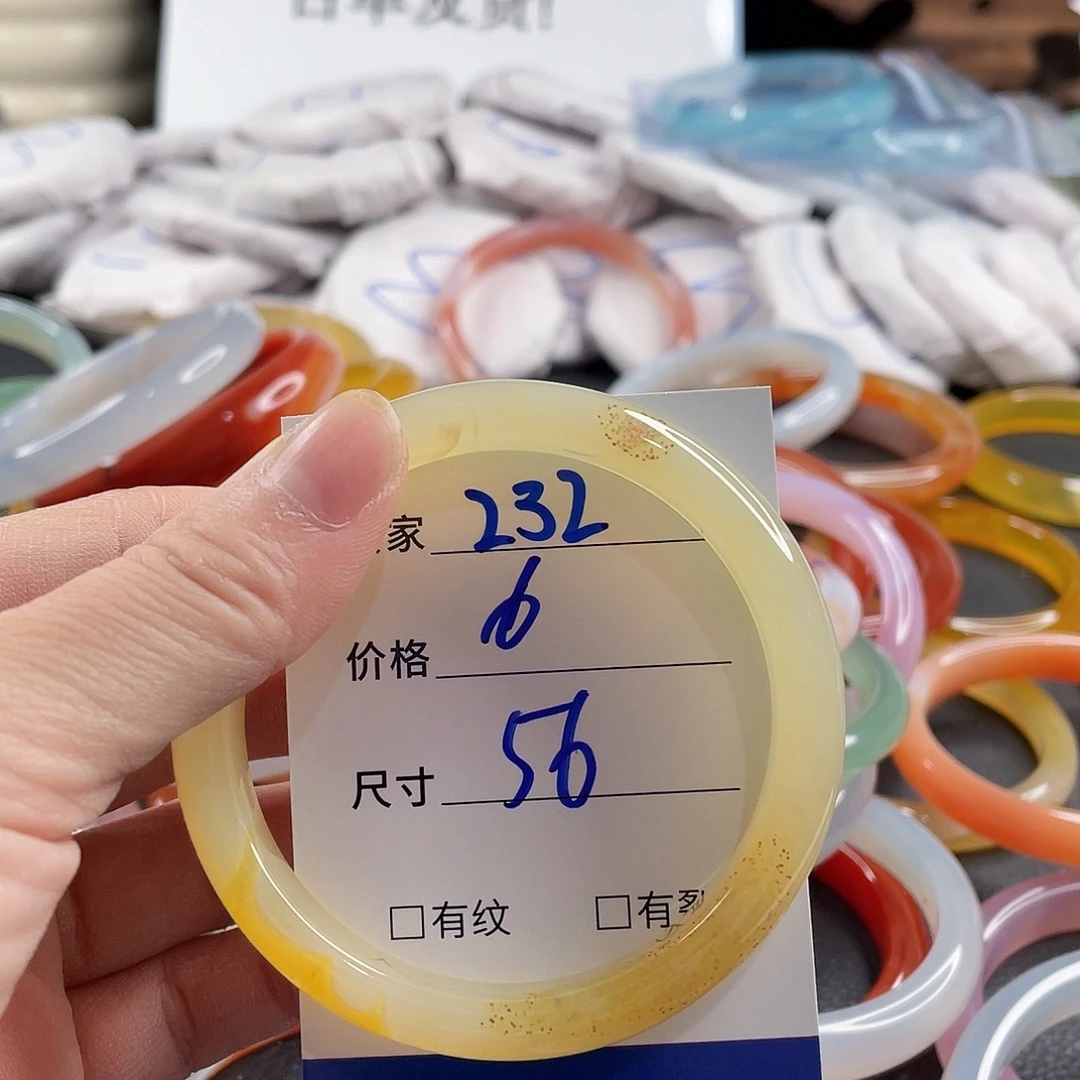 家 232
价格 6
尺寸 56
□有纹 □有裂